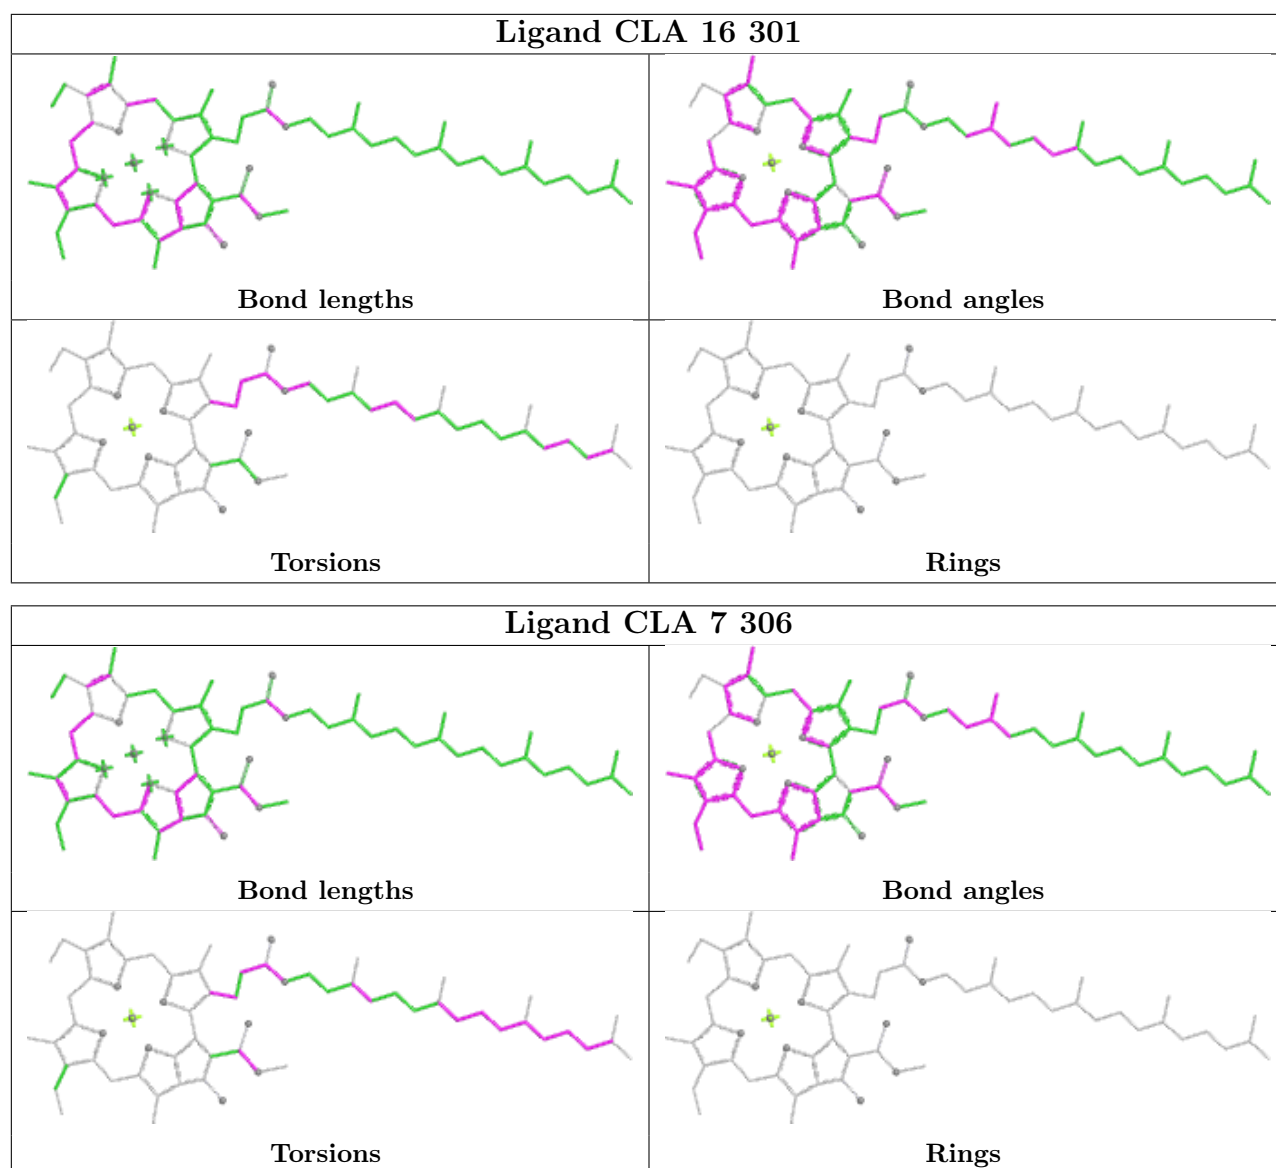 Ligand CLA 16 301
Bond lengths
Bond angles
Torsions
Rings
Ligand CLA 7 306
Bond lengths
Bond angles
Torsions
Rings